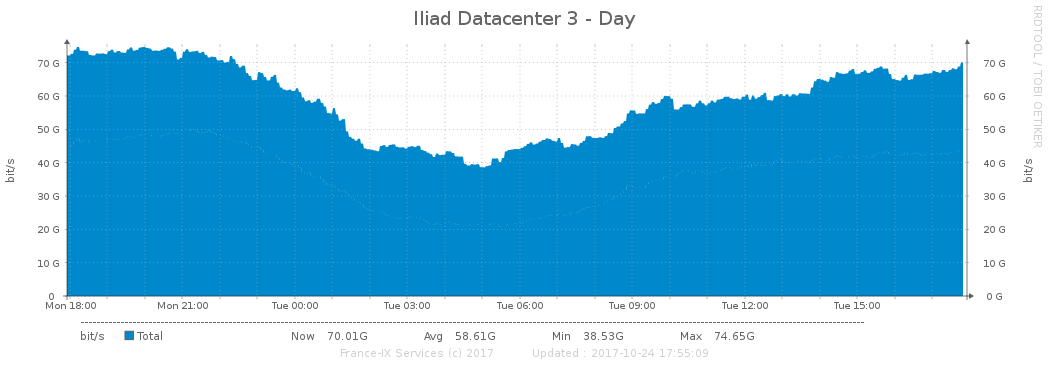 Iliad Datacenter 3 - Day
RRDTOOL / TOBI OETIKER
bit/s
bit/s
70 G 70 G
60 G 60 G
50 G 50 G
40 G 40 G
30 G 30 G
20 G 20 G
10 G 10 G
0 0 G
Mon 18:00 Mon 21:00 Tue 00:00 Tue 03:00 Tue 06:00 Tue 09:00 Tue 12:00 Tue 15:00
bit/s Total Now 70.01G Avg 58.61G Min 38.53G Max 74.65G
France-IX Services (c) 2017 Updated : 2017-10-24 17:55:09